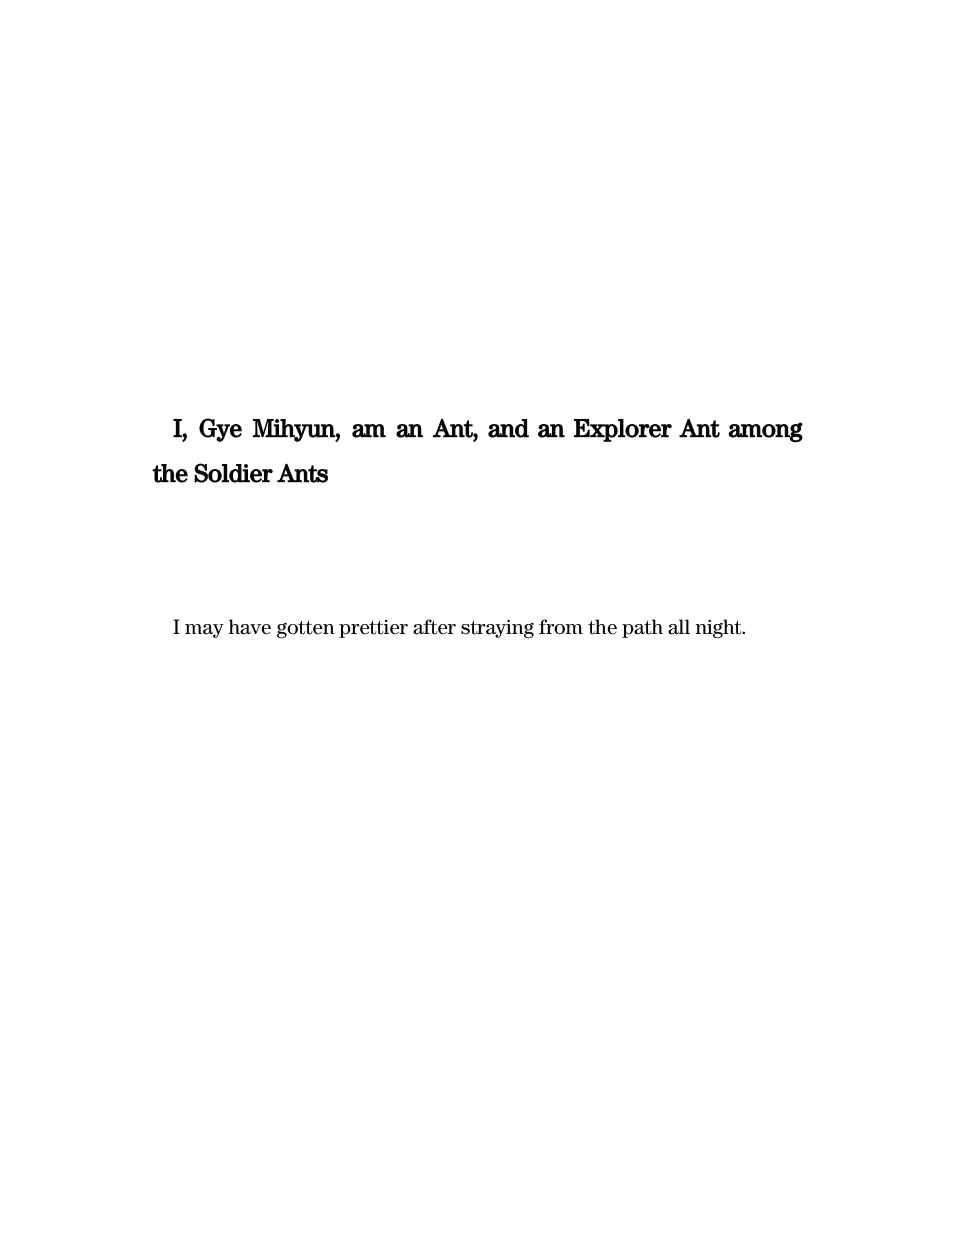 I, Gye Mihyun, am an Ant, and an Explorer Ant among
the Soldier Ants
I may have gotten prettier after straying from the path all night.